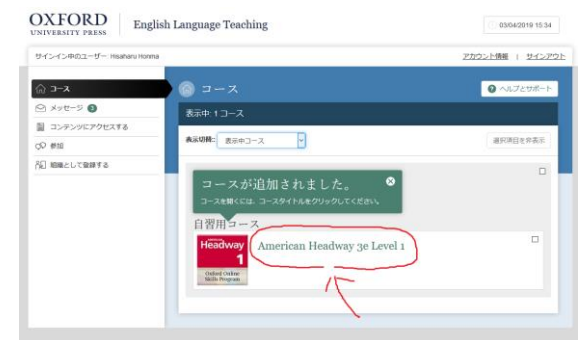 OXFORD
UNIVERSITY PRESS
English Language Teaching
03/04/2019 15:34
サインイン中のユーザー: Hisaharu Honma
アカウント情報 | サインアウト
コース
メッセージ
コンテンツにアクセスする
参加
組織として登録する
コース
ヘルプとサポート
表示中: 1 コース
表示切替:
表示中コース
選択項目を非表示
コースが追加されました。
コースを開くには、コースタイトルをクリックしてください。
自習用コース
Headway
1
Oxford Online
Skills Program
American Headway 3e Level 1